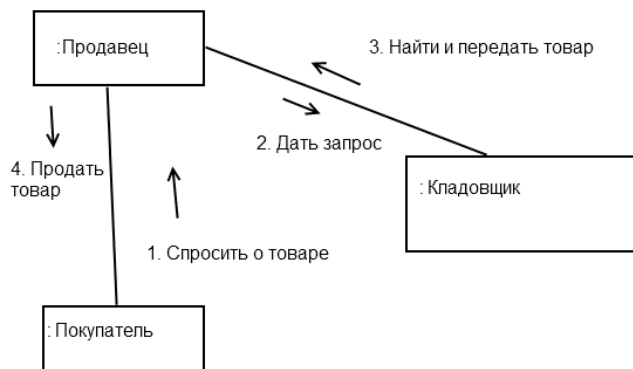 : Продавец
3. Найти и передать товар
2. Дать запрос
4. Продать
товар
: Кладовщик
1. Спросить о товаре
: Покупатель